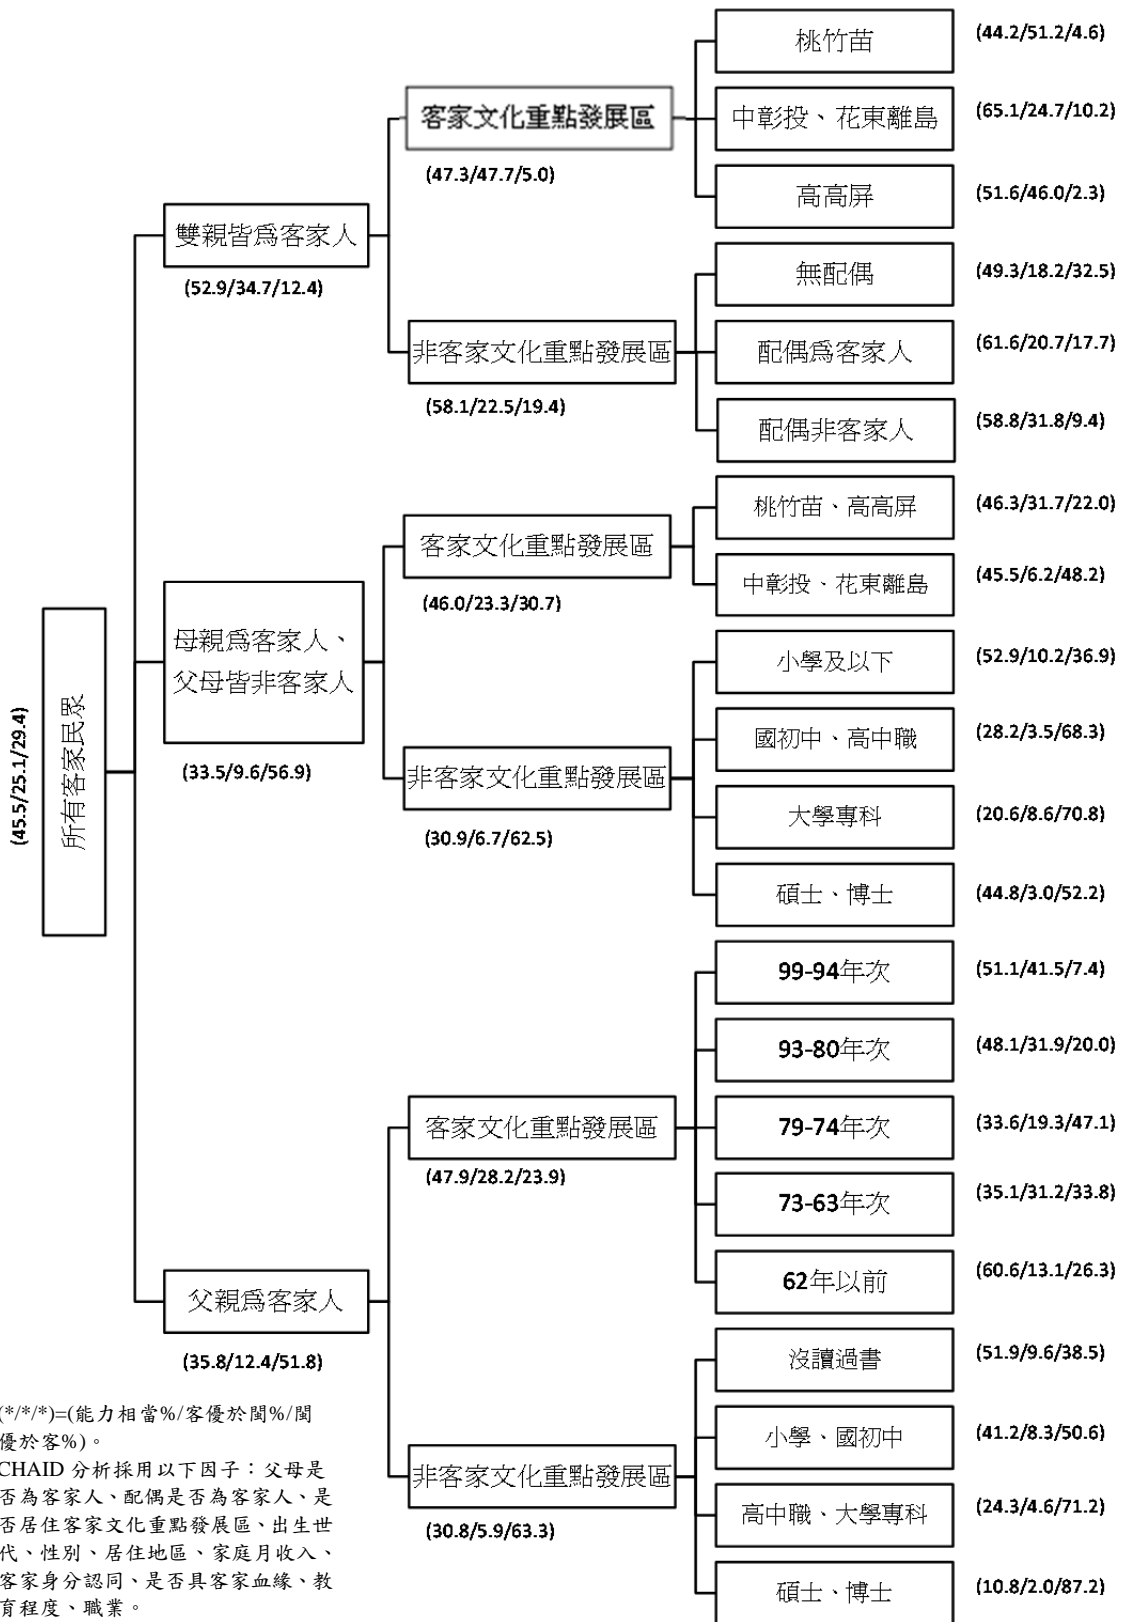 所有客家民眾
(45.5/25.1/29.4)
雙親皆為客家人
(52.9/34.7/12.4)
客家文化重點發展區
(47.3/47.7/5.0)
桃竹苗
(44.2/51.2/4.6)
中彰投、花東離島
(65.1/24.7/10.2)
高高屏
(51.6/46.0/2.3)
非客家文化重點發展區
(58.1/22.5/19.4)
無配偶
(49.3/18.2/32.5)
配偶為客家人
(61.6/20.7/17.7)
配偶非客家人
(58.8/31.8/9.4)
母親為客家人、
父母皆非客家人
(33.5/9.6/56.9)
客家文化重點發展區
(46.0/23.3/30.7)
桃竹苗、高高屏
(46.3/31.7/22.0)
中彰投、花東離島
(45.5/6.2/48.2)
非客家文化重點發展區
(30.9/6.7/62.5)
小學及以下
(52.9/10.2/36.9)
國初中、高中職
(28.2/3.5/68.3)
大學專科
(20.6/8.6/70.8)
碩士、博士
(44.8/3.0/52.2)
父親為客家人
(35.8/12.4/51.8)
客家文化重點發展區
(47.9/28.2/23.9)
99-94年次
(51.1/41.5/7.4)
93-80年次
(48.1/31.9/20.0)
79-74年次
(33.6/19.3/47.1)
73-63年次
(35.1/31.2/33.8)
62年以前
(60.6/13.1/26.3)
非客家文化重點發展區
(30.8/5.9/63.3)
沒讀過書
(51.9/9.6/38.5)
小學、國初中
(41.2/8.3/50.6)
高中職、大學專科
(24.3/4.6/71.2)
碩士、博士
(10.8/2.0/87.2)
(*/*/*)=(能力相當%/客優於閩%/閩
優於客%)。
CHAID 分析採用以下因子：父母是
否為客家人、配偶是否為客家人、是
否居住客家文化重點發展區、出生世
代、性別、居住地區、家庭月收入、
客家身分認同、是否具客家血緣、教
育程度、職業。